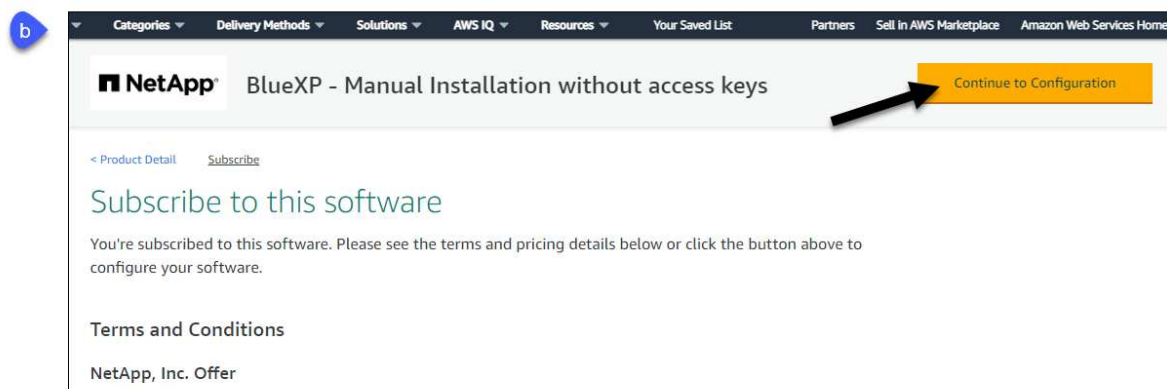 b
Categories Delivery Methods Solutions AWS IQ Resources Your Saved List Partners Sell in AWS Marketplace Amazon Web Services Home
NetApp BlueXP - Manual Installation without access keys Continue to Configuration
< Product Detail Subscribe
Subscribe to this software
You're subscribed to this software. Please see the terms and pricing details below or click the button above to
configure your software.
Terms and Conditions
NetApp, Inc. Offer